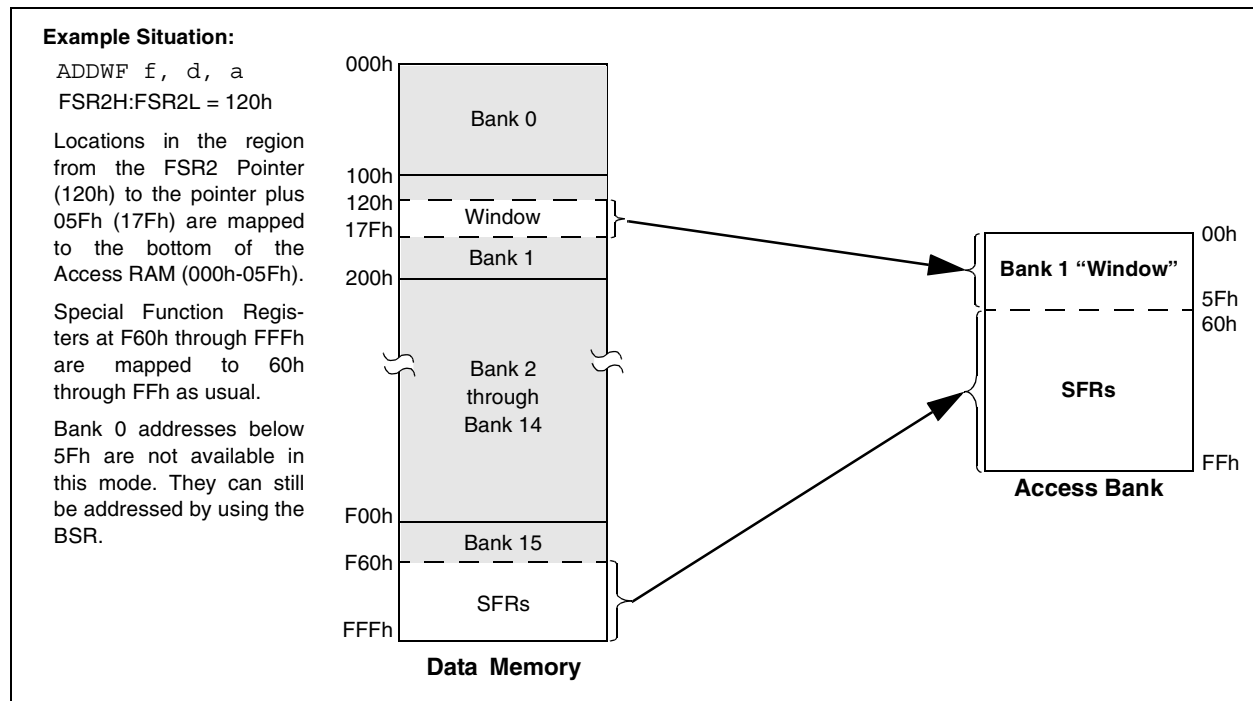 Example Situation:
ADDWF f, d, a
FSR2H:FSR2L = 120h
Locations in the region
from the FSR2 Pointer
(120h) to the pointer plus
05Fh (17Fh) are mapped
to the bottom of the
Access RAM (000h-05Fh).
Special Function Regis-
ters at F60h through FFFh
are mapped to 60h
through FFh as usual.
Bank 0 addresses below
5Fh are not available in
this mode. They can still
be addressed by using the
BSR.
000h
Bank 0
100h
120h
Window
17Fh
Bank 1
200h
Bank 2
through
Bank 14
F00h
Bank 15
F60h
SFRs
FFFh
Data Memory
00h
Bank 1 “Window”
5Fh
60h
SFRs
FFh
Access Bank